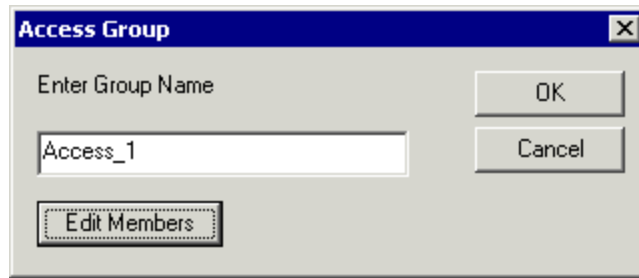 Access Group
Enter Group Name
OK
Access_1
Cancel
Edit Members